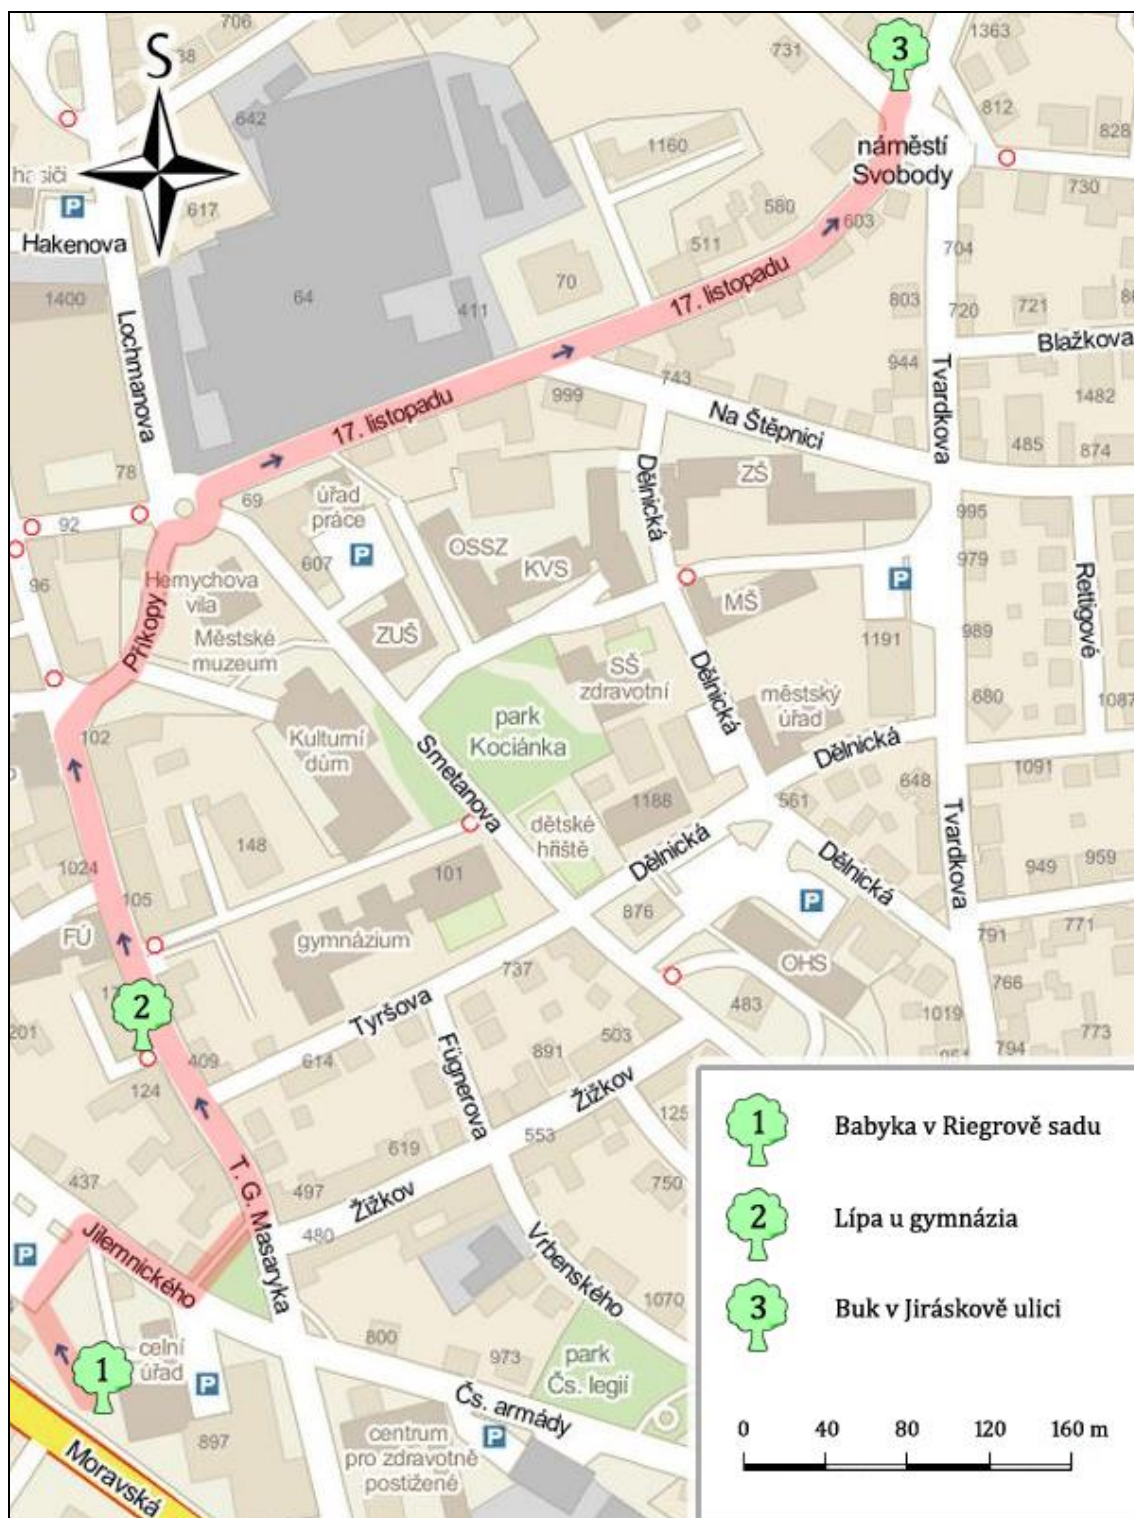 706
1363
3
S
38
731
642
812
1160
828
náměstí
Svobody
hasiči
730
617
580
603
Hakenova
511
704
1400
64
70
17. listopadu
803
721
411
720
Lochmanova
Blažkova
743
944
999
17. listopadu
Tvardkova
1482
Na Štěpnici
78
485
874
Dělnická
ZŠ
69
úřad
práce
92
995
OSSZ
P
607
KVS
979
96
Hernychova
vila
P
MŠ
Rettigové
Příkopy
ZUŠ
989
Městské
muzeum
1191
SŠ
zdravotní
Dělnická
městský
úřad
680
1087
park
Kociánka
102
Kulturní
dům
Smetanova
Dělnická
1091
648
1188
561
dětské
hřiště
Tvardkova
148
Dělnická
1024
101
Dělnická
949
959
105
P
876
FÚ
gymnázium
771
791
737
OHS
766
2
Tyršova
483
1019
201
503
773
Fügnerova
409
614
891
794
124
Žižkov
125
553
619
1
Babyka v Riegrově sadu
437
T. G. Masaryka
497
750
Žižkov
2
Lípa u gymnázia
480
Jilemnického
P
Vrbenského
1070
3
Buk v Jiráskově ulici
800
celní
úřad
973
park
Čs. legií
1
P
Čs. armády
0 40 80 120 160 m
897
centrum
pro zdravotně
postižené
P
Moravská